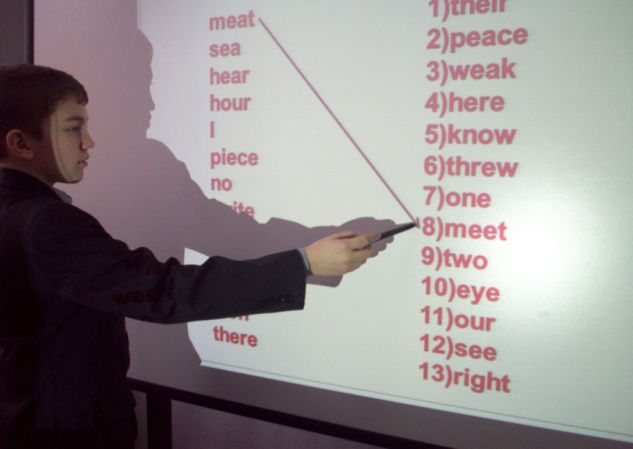 meat
sea
hear
hour
I
piece
no
there
1)their
2)peace
3)weak
4)here
5)know
6)threw
7)one
8)meet
9)two
10)eye
11)our
12)see
13)right